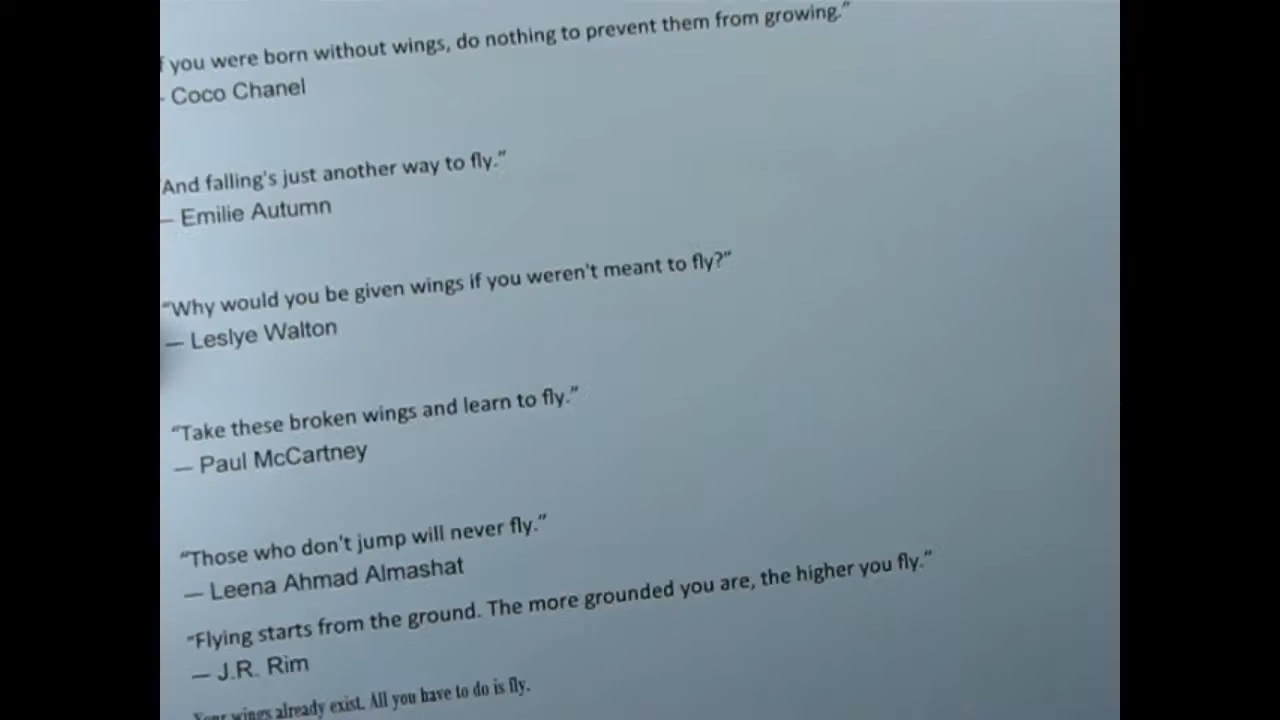 you were born without wings, do nothing to prevent them from growing.”
- Coco Chanel
And falling's just another way to fly.”
— Emilie Autumn
“Why would you be given wings if you weren't meant to fly?”
— Leslye Walton
“Take these broken wings and learn to fly.”
— Paul McCartney
“Those who don't jump will never fly.”
— Leena Ahmad Almashat
“Flying starts from the ground. The more grounded you are, the higher you fly.”
— J.R. Rim
Your wings already exist. All you have to do is fly.